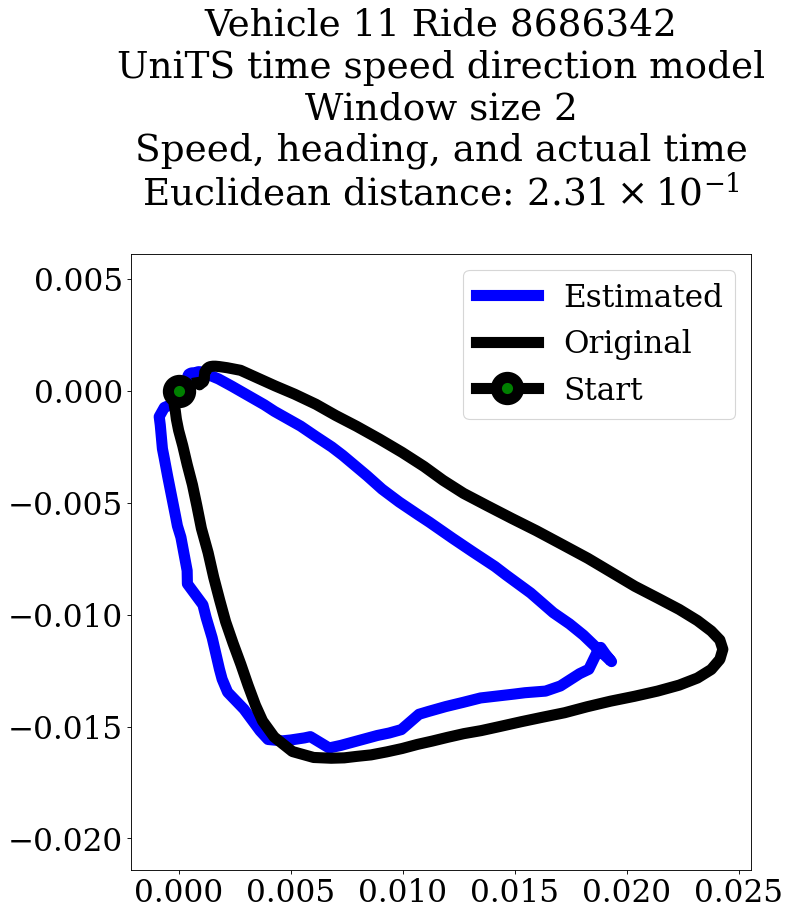 Vehicle 11 Ride 8686342
UniTS time speed direction model
Window size 2
Speed, heading, and actual time
Euclidean distance: 2.31 × 10⁻¹
Estimated
Original
Start
0.005
0.000
−0.005
−0.010
−0.015
−0.020
0.000 0.005 0.010 0.015 0.020 0.025